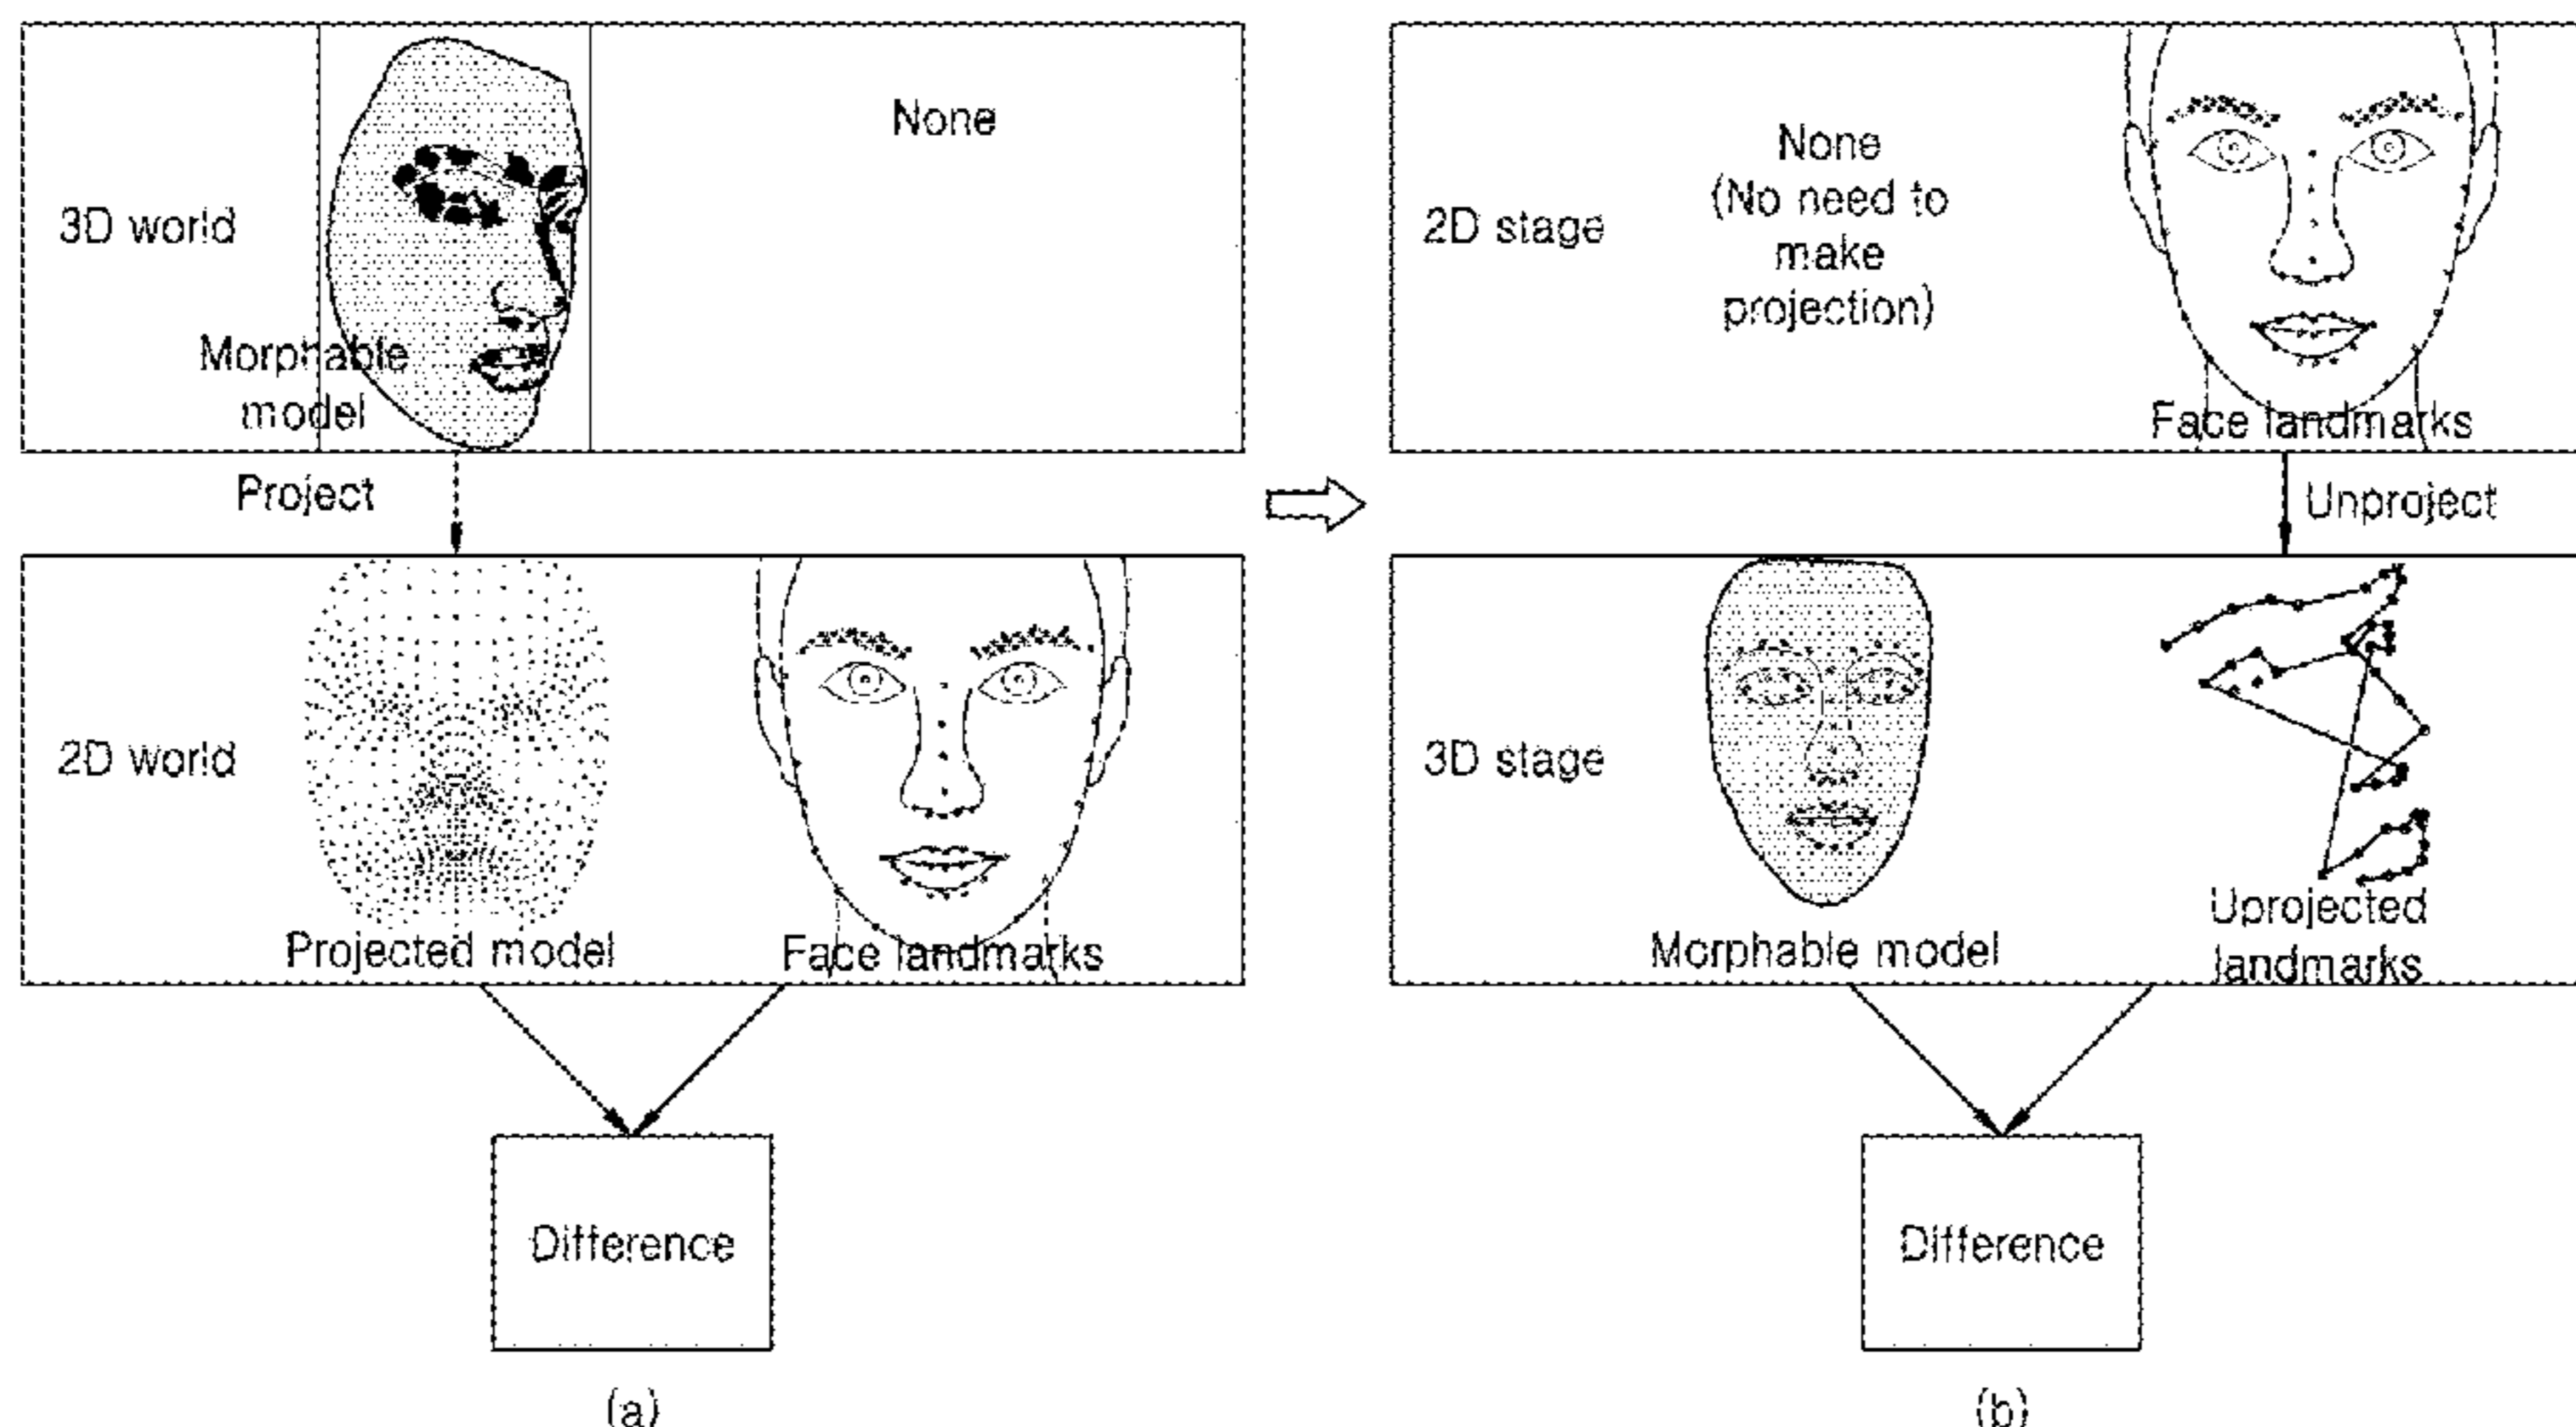 3D world
Morphable
model
None
Project
2D world
Projected model
Face landmarks
Difference
(a)
2D stage
None
(No need to
make
projection)
Face landmarks
Unproject
3D stage
Morphable model
Uprojected
landmarks
Difference
(b)